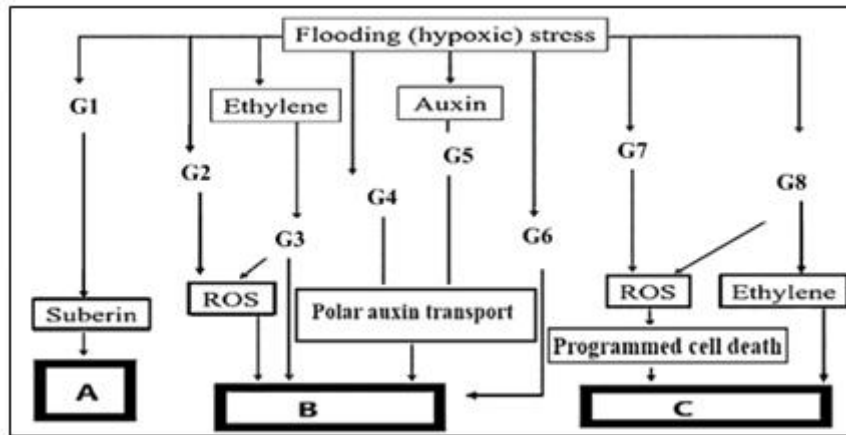 Flooding (hypoxic) stress
G1
Ethylene
Auxin
G2
G5
G7
G8
G4
G3
G6
ROS
Suberin
Polar auxin transport
ROS
Ethylene
Programmed cell death
A
B
C